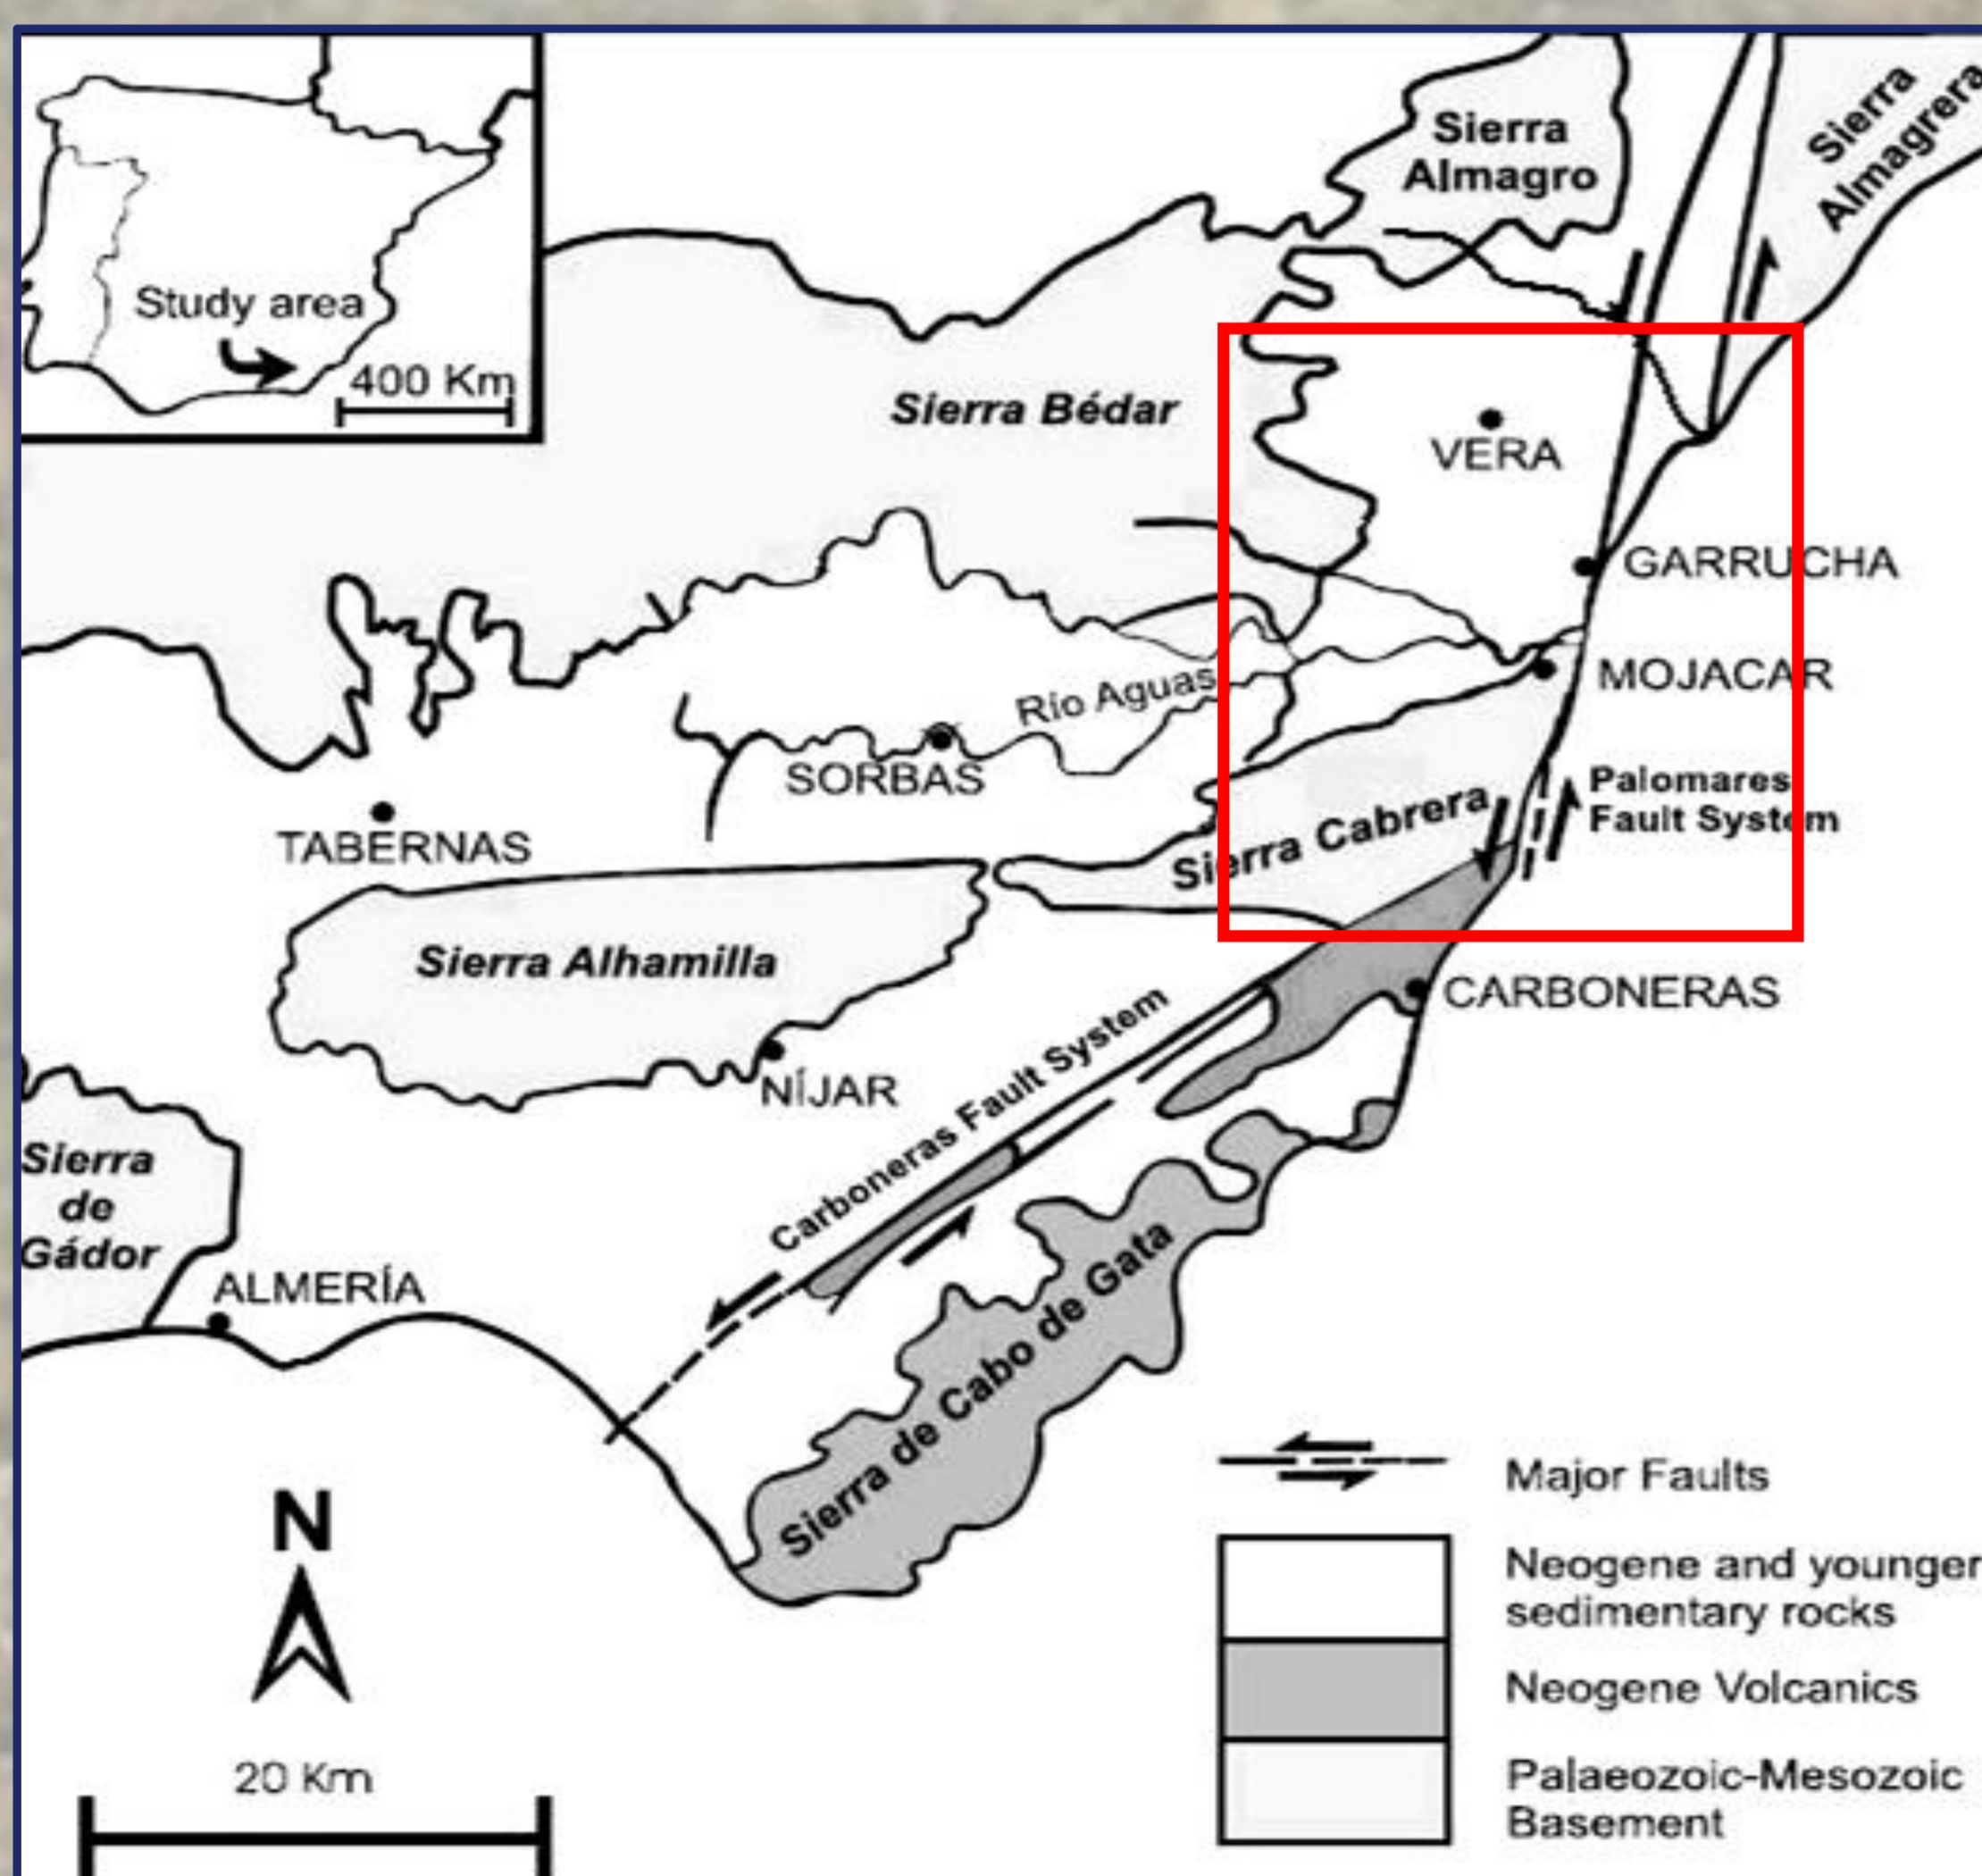 Study area
400 Km
Sierra
Almagro
Sierra
Almagrera
Sierra Bédar
VERA
GARRUCHA
MOJACAR
Río Aguas
SORBAS
TABERNAS
Palomares
Fault System
Sierra Cabrera
Sierra Alhamilla
CARBONERAS
NÍJAR
Carboneras Fault System
Sierra
de
Gádor
ALMERÍA
Sierra de Cabo de Gata
N
20 Km
Major Faults
Neogene and younger
sedimentary rocks
Neogene Volcanics
Palaeozoic-Mesozoic
Basement